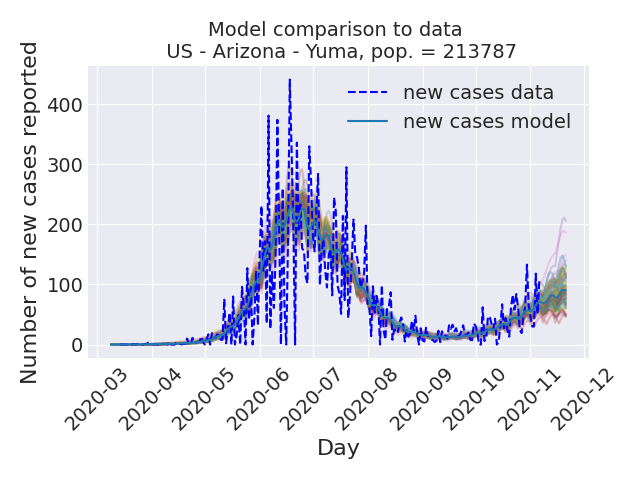 Model comparison to data
US - Arizona - Yuma, pop. = 213787
Number of new cases reported
400
300
200
100
0
new cases data
new cases model
2020-03
2020-04
2020-05
2020-06
2020-07
2020-08
2020-09
2020-10
2020-11
2020-12
Day